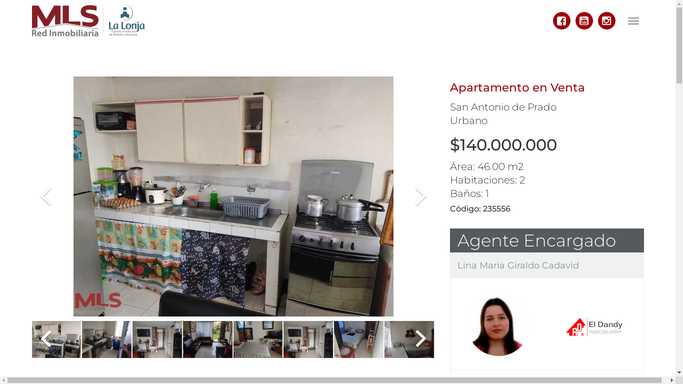 MLS
Red Inmobiliaria
La Lonja
Apartamento en Venta
San Antonio de Prado
Urbano
$140.000.000
Área: 46.00 m2
Habitaciones: 2
Baños: 1
Código: 235556
MLS
Agente Encargado
Lina Maria Giraldo Cadavid
El Dandy